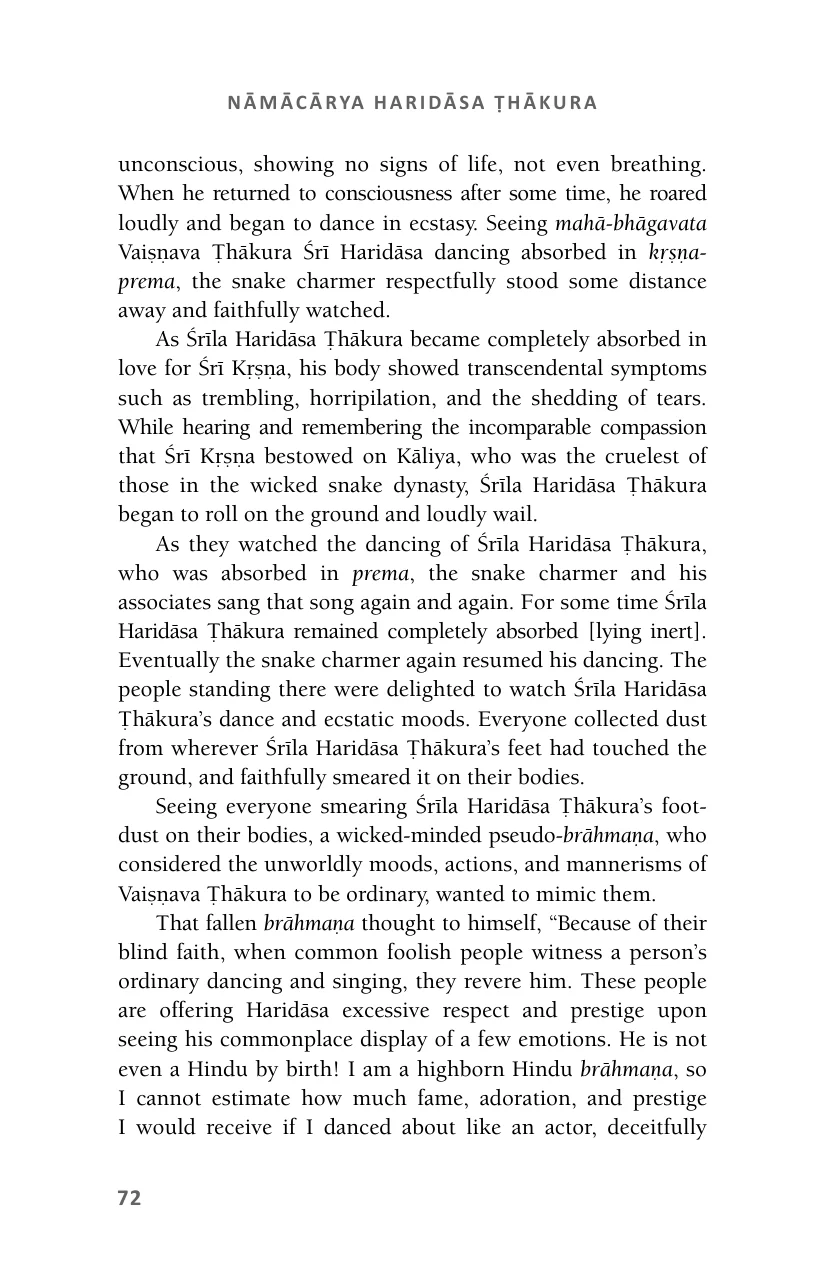 NĀMĀCĀRYA HARIDĀSA ṬHĀKURA
unconscious, showing no signs of life, not even breathing.
When he returned to consciousness after some time, he roared
loudly and began to dance in ecstasy. Seeing mahā-bhāgavata
Vaiṣṇava Ṭhākura Śrī Haridāsa dancing absorbed in kṛṣṇa-
prema, the snake charmer respectfully stood some distance
away and faithfully watched.
As Śrīla Haridāsa Ṭhākura became completely absorbed in
love for Śrī Kṛṣṇa, his body showed transcendental symptoms
such as trembling, horripilation, and the shedding of tears.
While hearing and remembering the incomparable compassion
that Śrī Kṛṣṇa bestowed on Kāliya, who was the cruelest of
those in the wicked snake dynasty, Śrīla Haridāsa Ṭhākura
began to roll on the ground and loudly wail.
As they watched the dancing of Śrīla Haridāsa Ṭhākura,
who was absorbed in prema, the snake charmer and his
associates sang that song again and again. For some time Śrīla
Haridāsa Ṭhākura remained completely absorbed [lying inert].
Eventually the snake charmer again resumed his dancing. The
people standing there were delighted to watch Śrīla Haridāsa
Ṭhākura’s dance and ecstatic moods. Everyone collected dust
from wherever Śrīla Haridāsa Ṭhākura’s feet had touched the
ground, and faithfully smeared it on their bodies.
Seeing everyone smearing Śrīla Haridāsa Ṭhākura’s foot-
dust on their bodies, a wicked-minded pseudo-brāhmaṇa, who
considered the unworldly moods, actions, and mannerisms of
Vaiṣṇava Ṭhākura to be ordinary, wanted to mimic them.
That fallen brāhmaṇa thought to himself, “Because of their
blind faith, when common foolish people witness a person’s
ordinary dancing and singing, they revere him. These people
are offering Haridāsa excessive respect and prestige upon
seeing his commonplace display of a few emotions. He is not
even a Hindu by birth! I am a highborn Hindu brāhmaṇa, so
I cannot estimate how much fame, adoration, and prestige
I would receive if I danced about like an actor, deceitfully
72